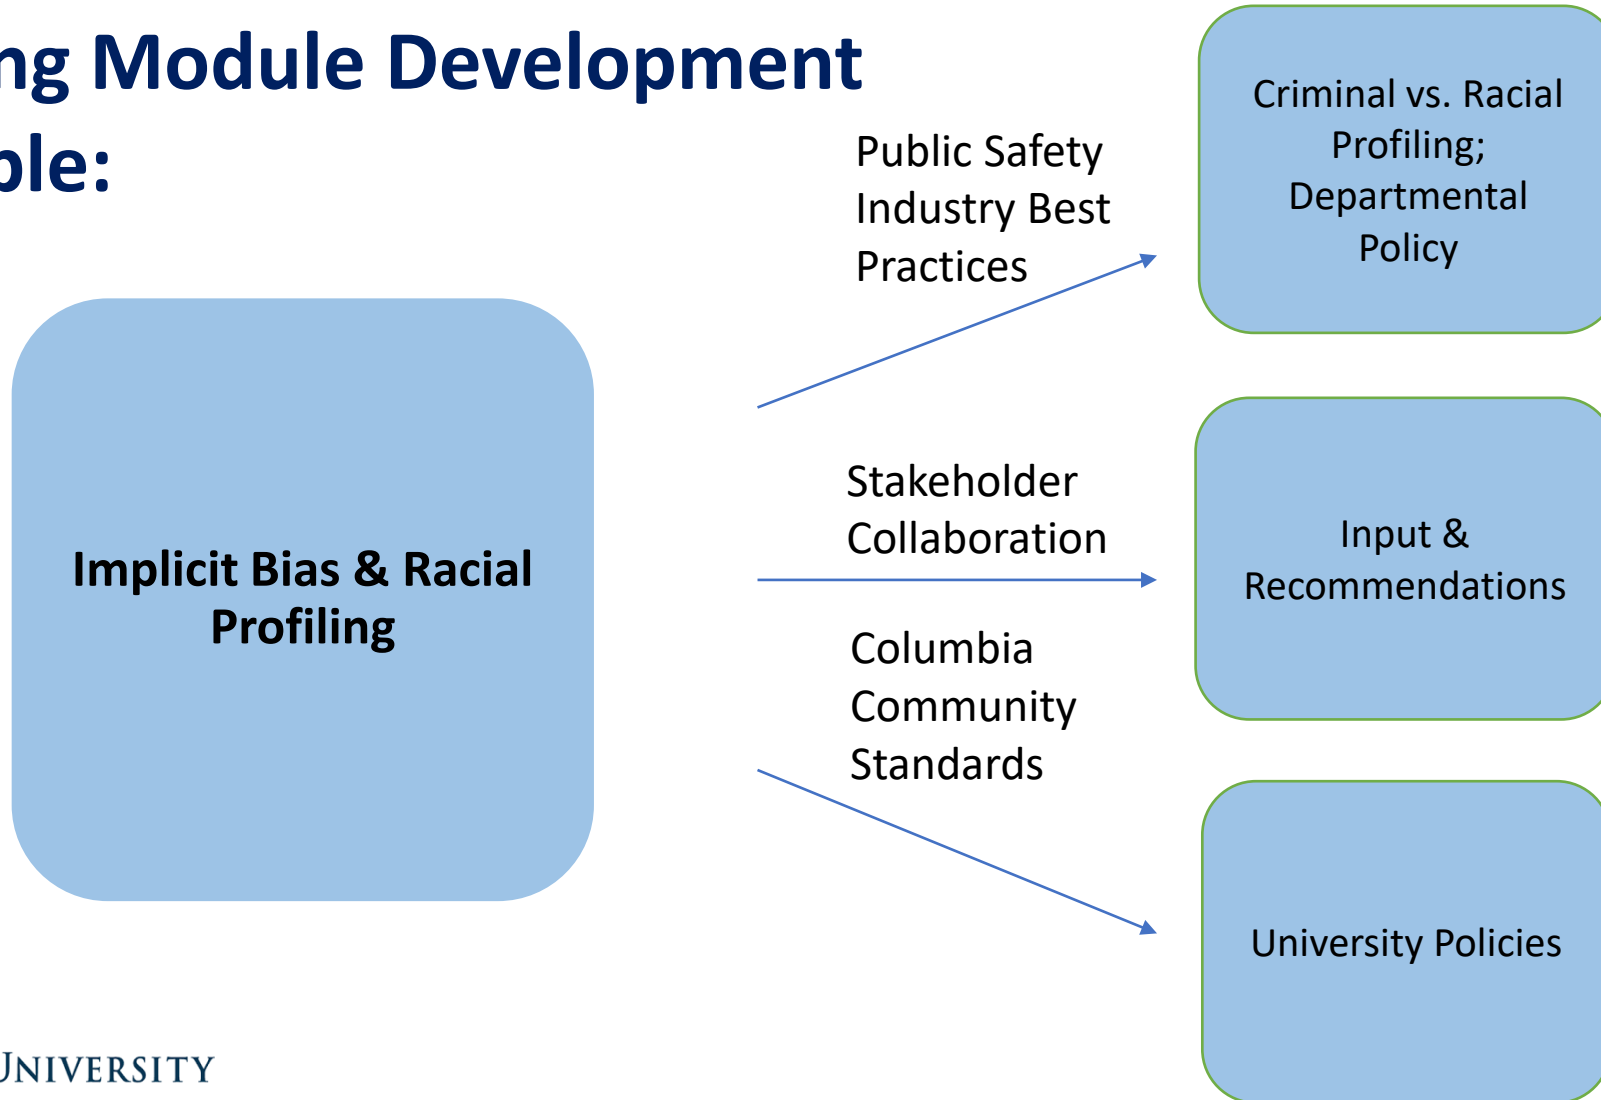 ng Module Development
ple:
Public Safety
Industry Best
Practices
Criminal vs. Racial
Profiling;
Departmental
Policy
Implicit Bias & Racial
Profiling
Stakeholder
Collaboration
Input &
Recommendations
Columbia
Community
Standards
University Policies
UNIVERSITY